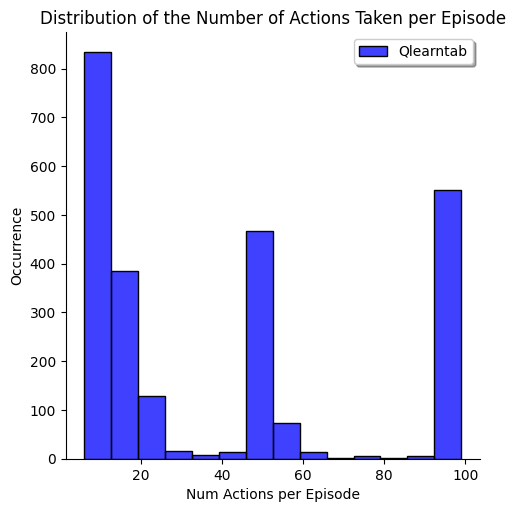 Distribution of the Number of Actions Taken per Episode
Qlearntab
800
700
600
500
400
300
200
100
0
Occurrence
20 40 60 80 100
Num Actions per Episode